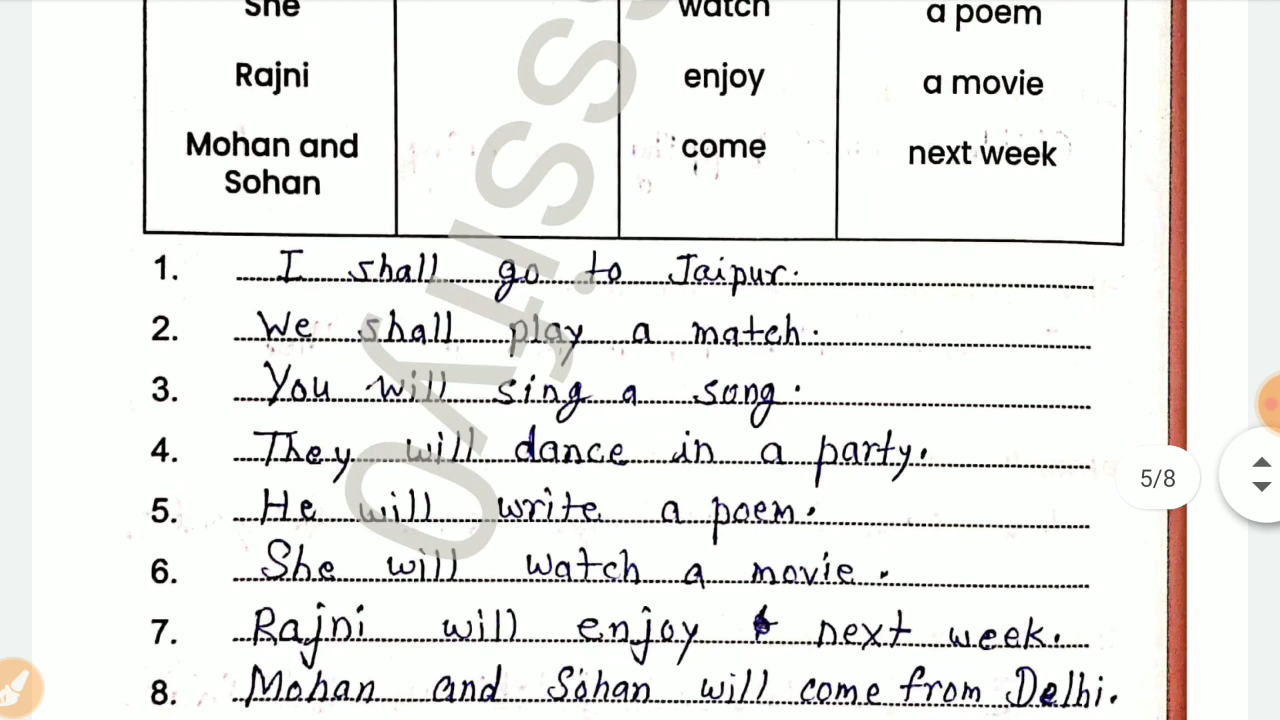 She watch a poem
Rajni enjoy a movie
Mohan and come next week
Sohan
1. I shall go to Jaipur.
2. We shall play a match.
3. You will sing a song.
4. They will dance in a party.
5. He will write a poem.
6. She will watch a movie.
7. Rajni will enjoy next week.
8. Mohan and Sohan will come from Delhi.
5/8